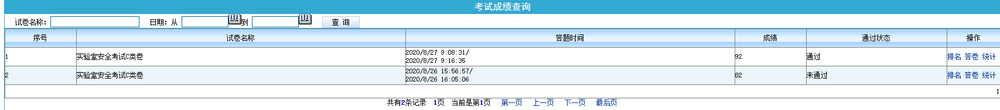 考试成绩查询
试卷名称： 日期：从 到 查 询
序号 试卷名称 答题时间 成绩 通过状态 操作
1 实验室安全考试C类卷 2020/8/27 9:08:31/ 92 通过 排名 答卷 统计
2020/8/27 9:16:35
2 实验室安全考试C类卷 2020/8/26 15:56:57/ 82 未通过 排名 答卷 统计
2020/8/26 16:05:06
1
共有2条记录 1页 当前是第1页 第一页 上一页 下一页 最后页